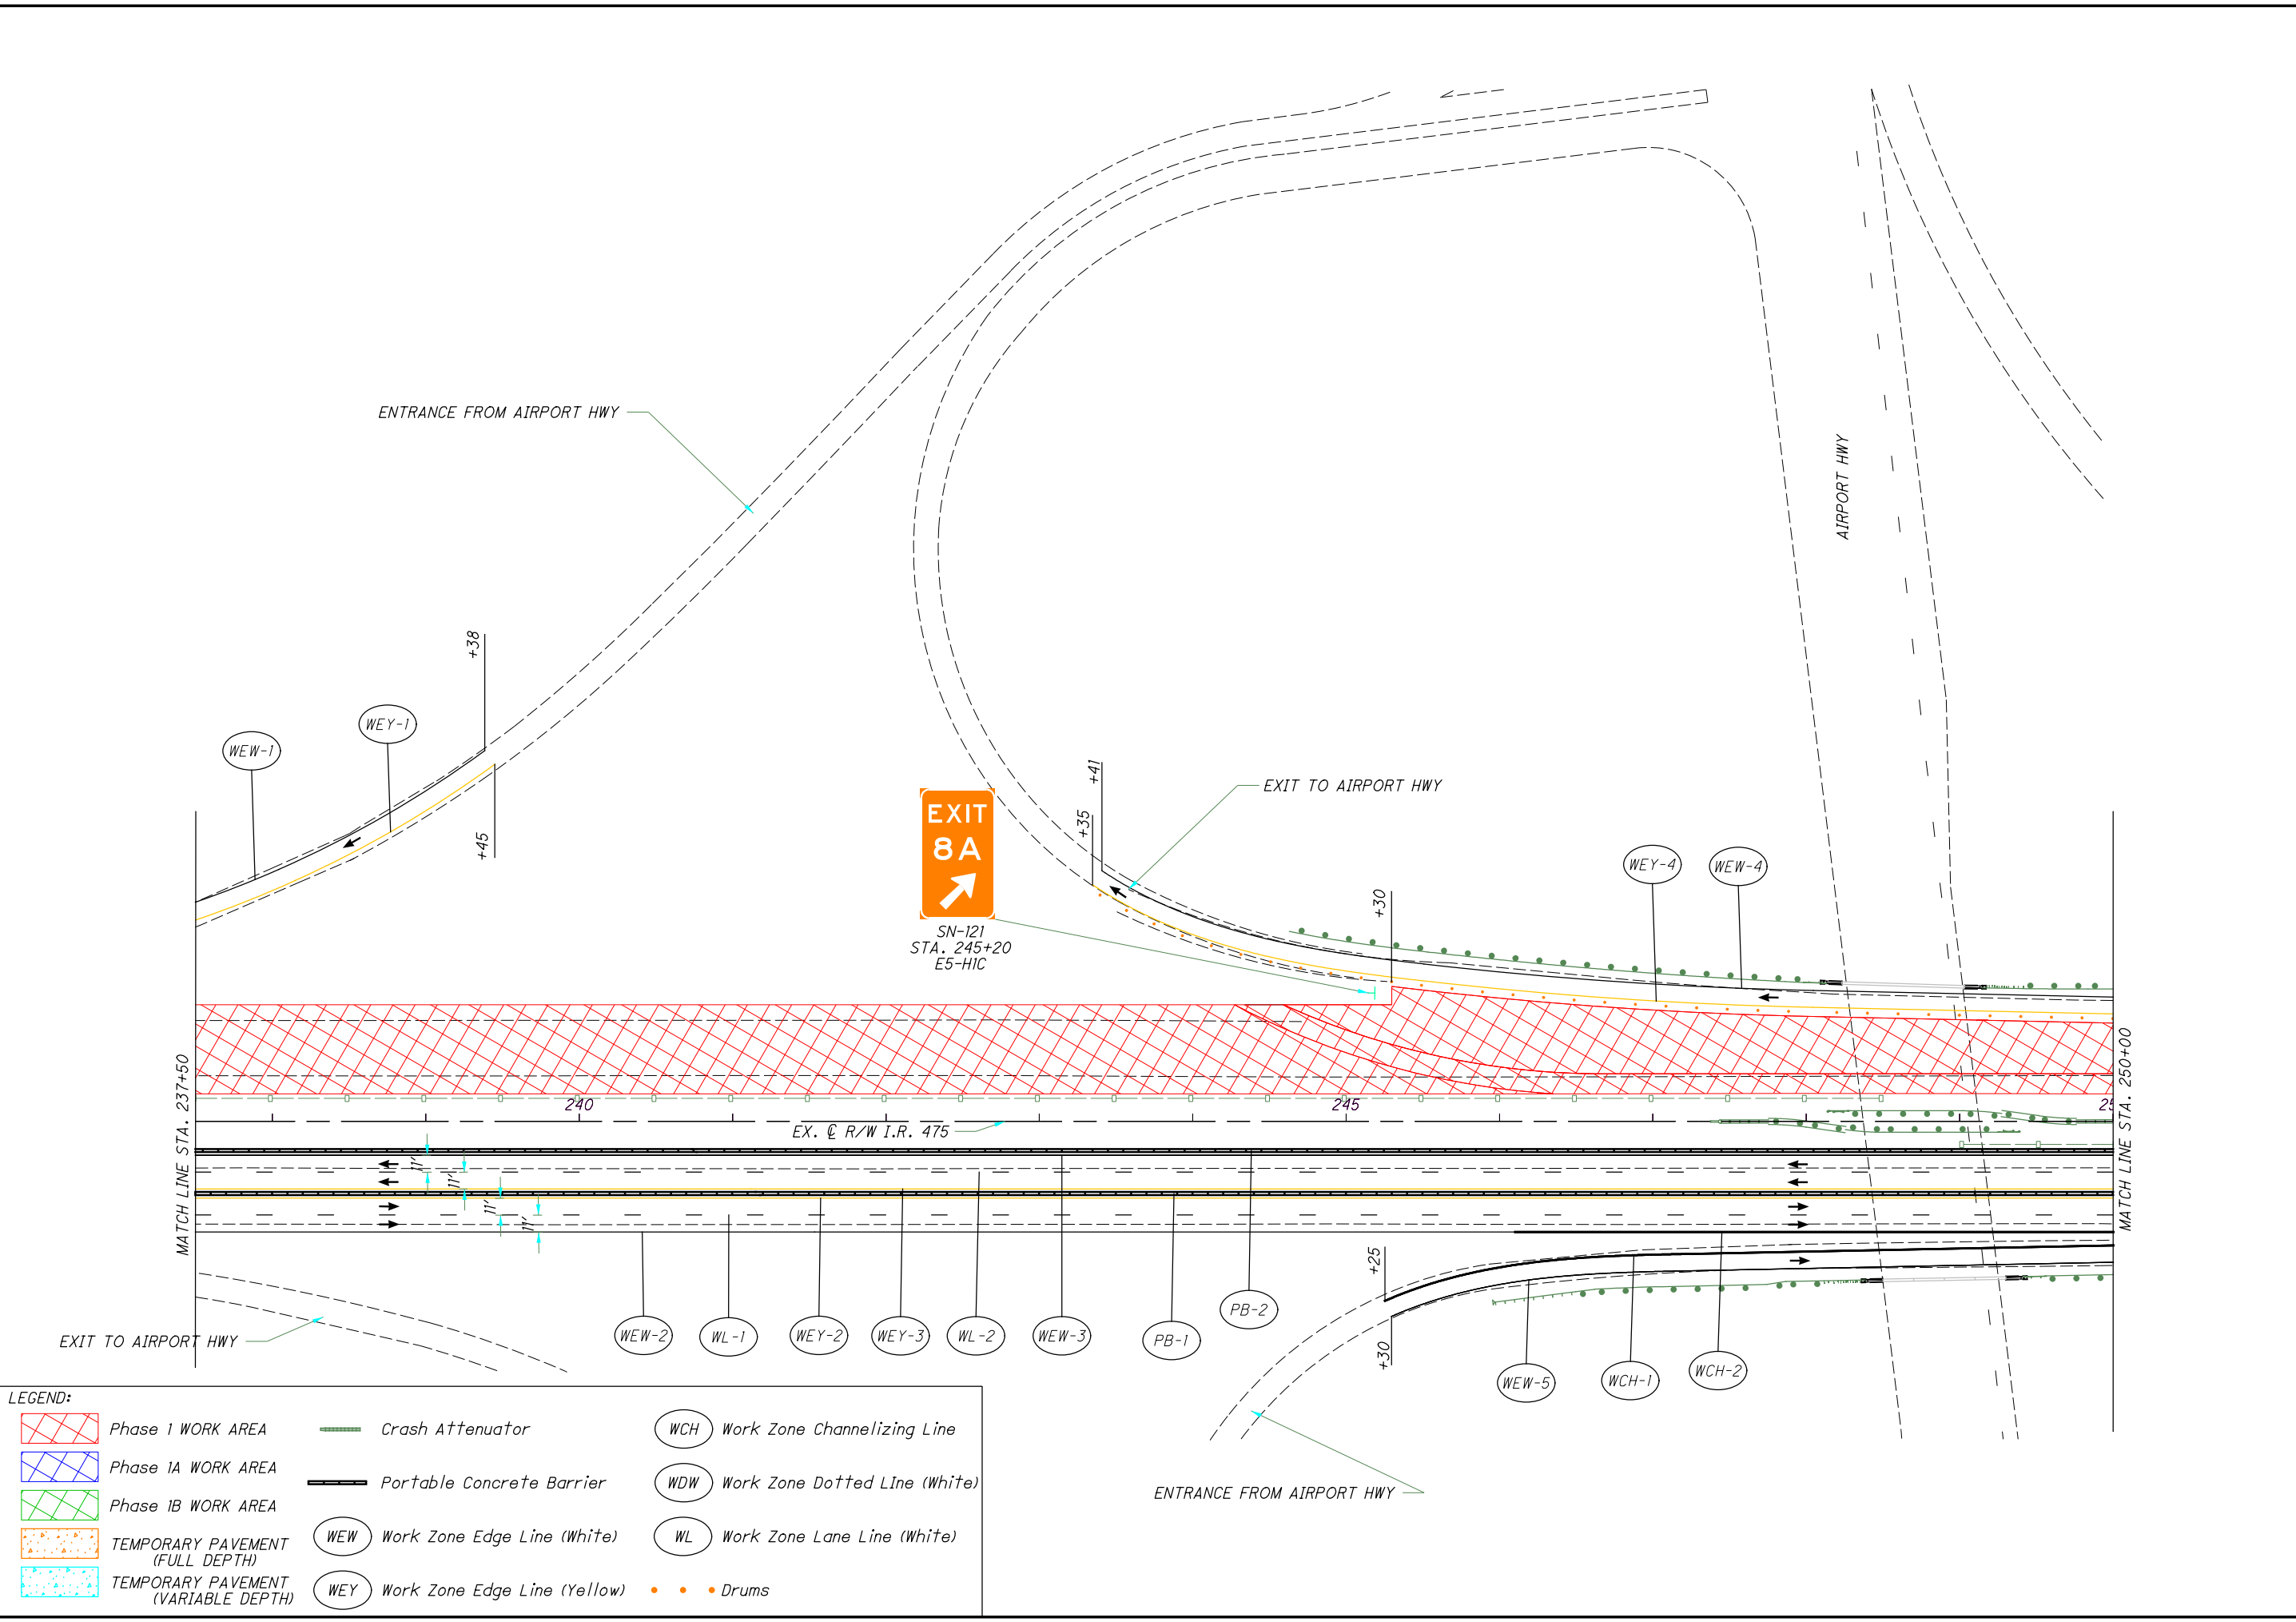 ENTRANCE FROM AIRPORT HWY
AIRPORT HWY
+38
WEW-1
WEY-1
+45
+41
+35
EXIT TO AIRPORT HWY
EXIT
8A
SN-121
STA. 245+20
E5-H1C
+30
WEY-4
WEW-4
MATCH LINE STA. 237+50
MATCH LINE STA. 250+00
240
245
25
EX. ℄ R/W I.R. 475
11'
11'
11'
11'
+25
+30
EXIT TO AIRPORT HWY
WEW-2
WL-1
WEY-2
WEY-3
WL-2
WEW-3
PB-1
PB-2
WEW-5
WCH-1
WCH-2
ENTRANCE FROM AIRPORT HWY
LEGEND:
Phase 1 WORK AREA
Phase 1A WORK AREA
Phase 1B WORK AREA
TEMPORARY PAVEMENT
(FULL DEPTH)
TEMPORARY PAVEMENT
(VARIABLE DEPTH)
Crash Attenuator
Portable Concrete Barrier
WEW Work Zone Edge Line (White)
WEY Work Zone Edge Line (Yellow)
WCH Work Zone Channelizing Line
WDW Work Zone Dotted LIne (White)
WL Work Zone Lane Line (White)
Drums